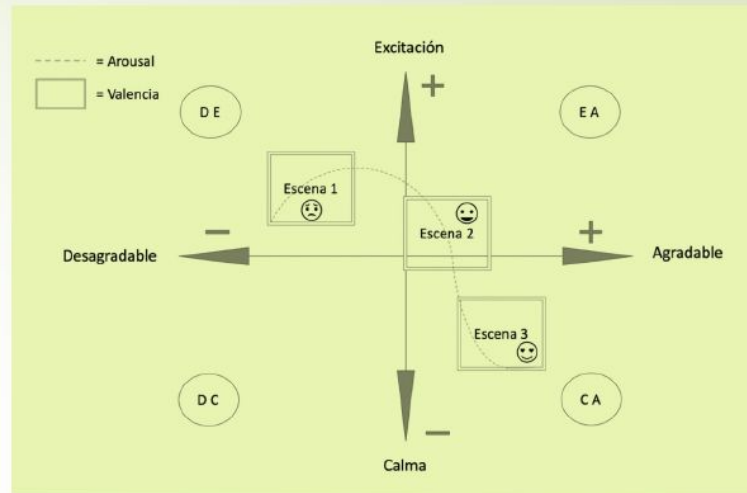 Excitación
= Arousal
= Valencia
+
D E
E A
Escena 1
Escena 2
−
+
Desagradable
Agradable
Escena 3
D C
C A
−
Calma